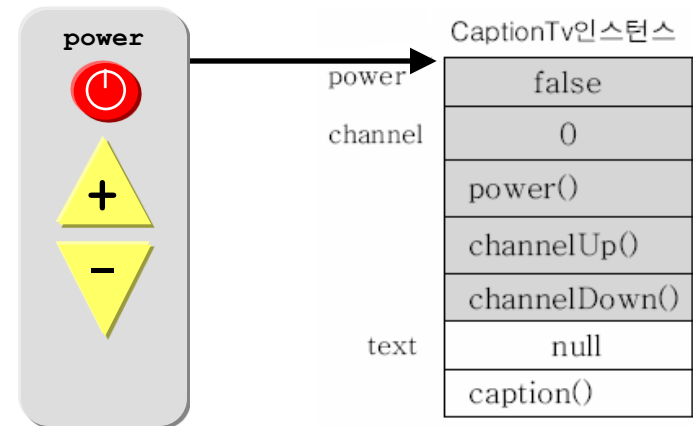 power
+
-
CaptionTv인스턴스
power false
channel 0
power()
channelUp()
channelDown()
text null
caption()